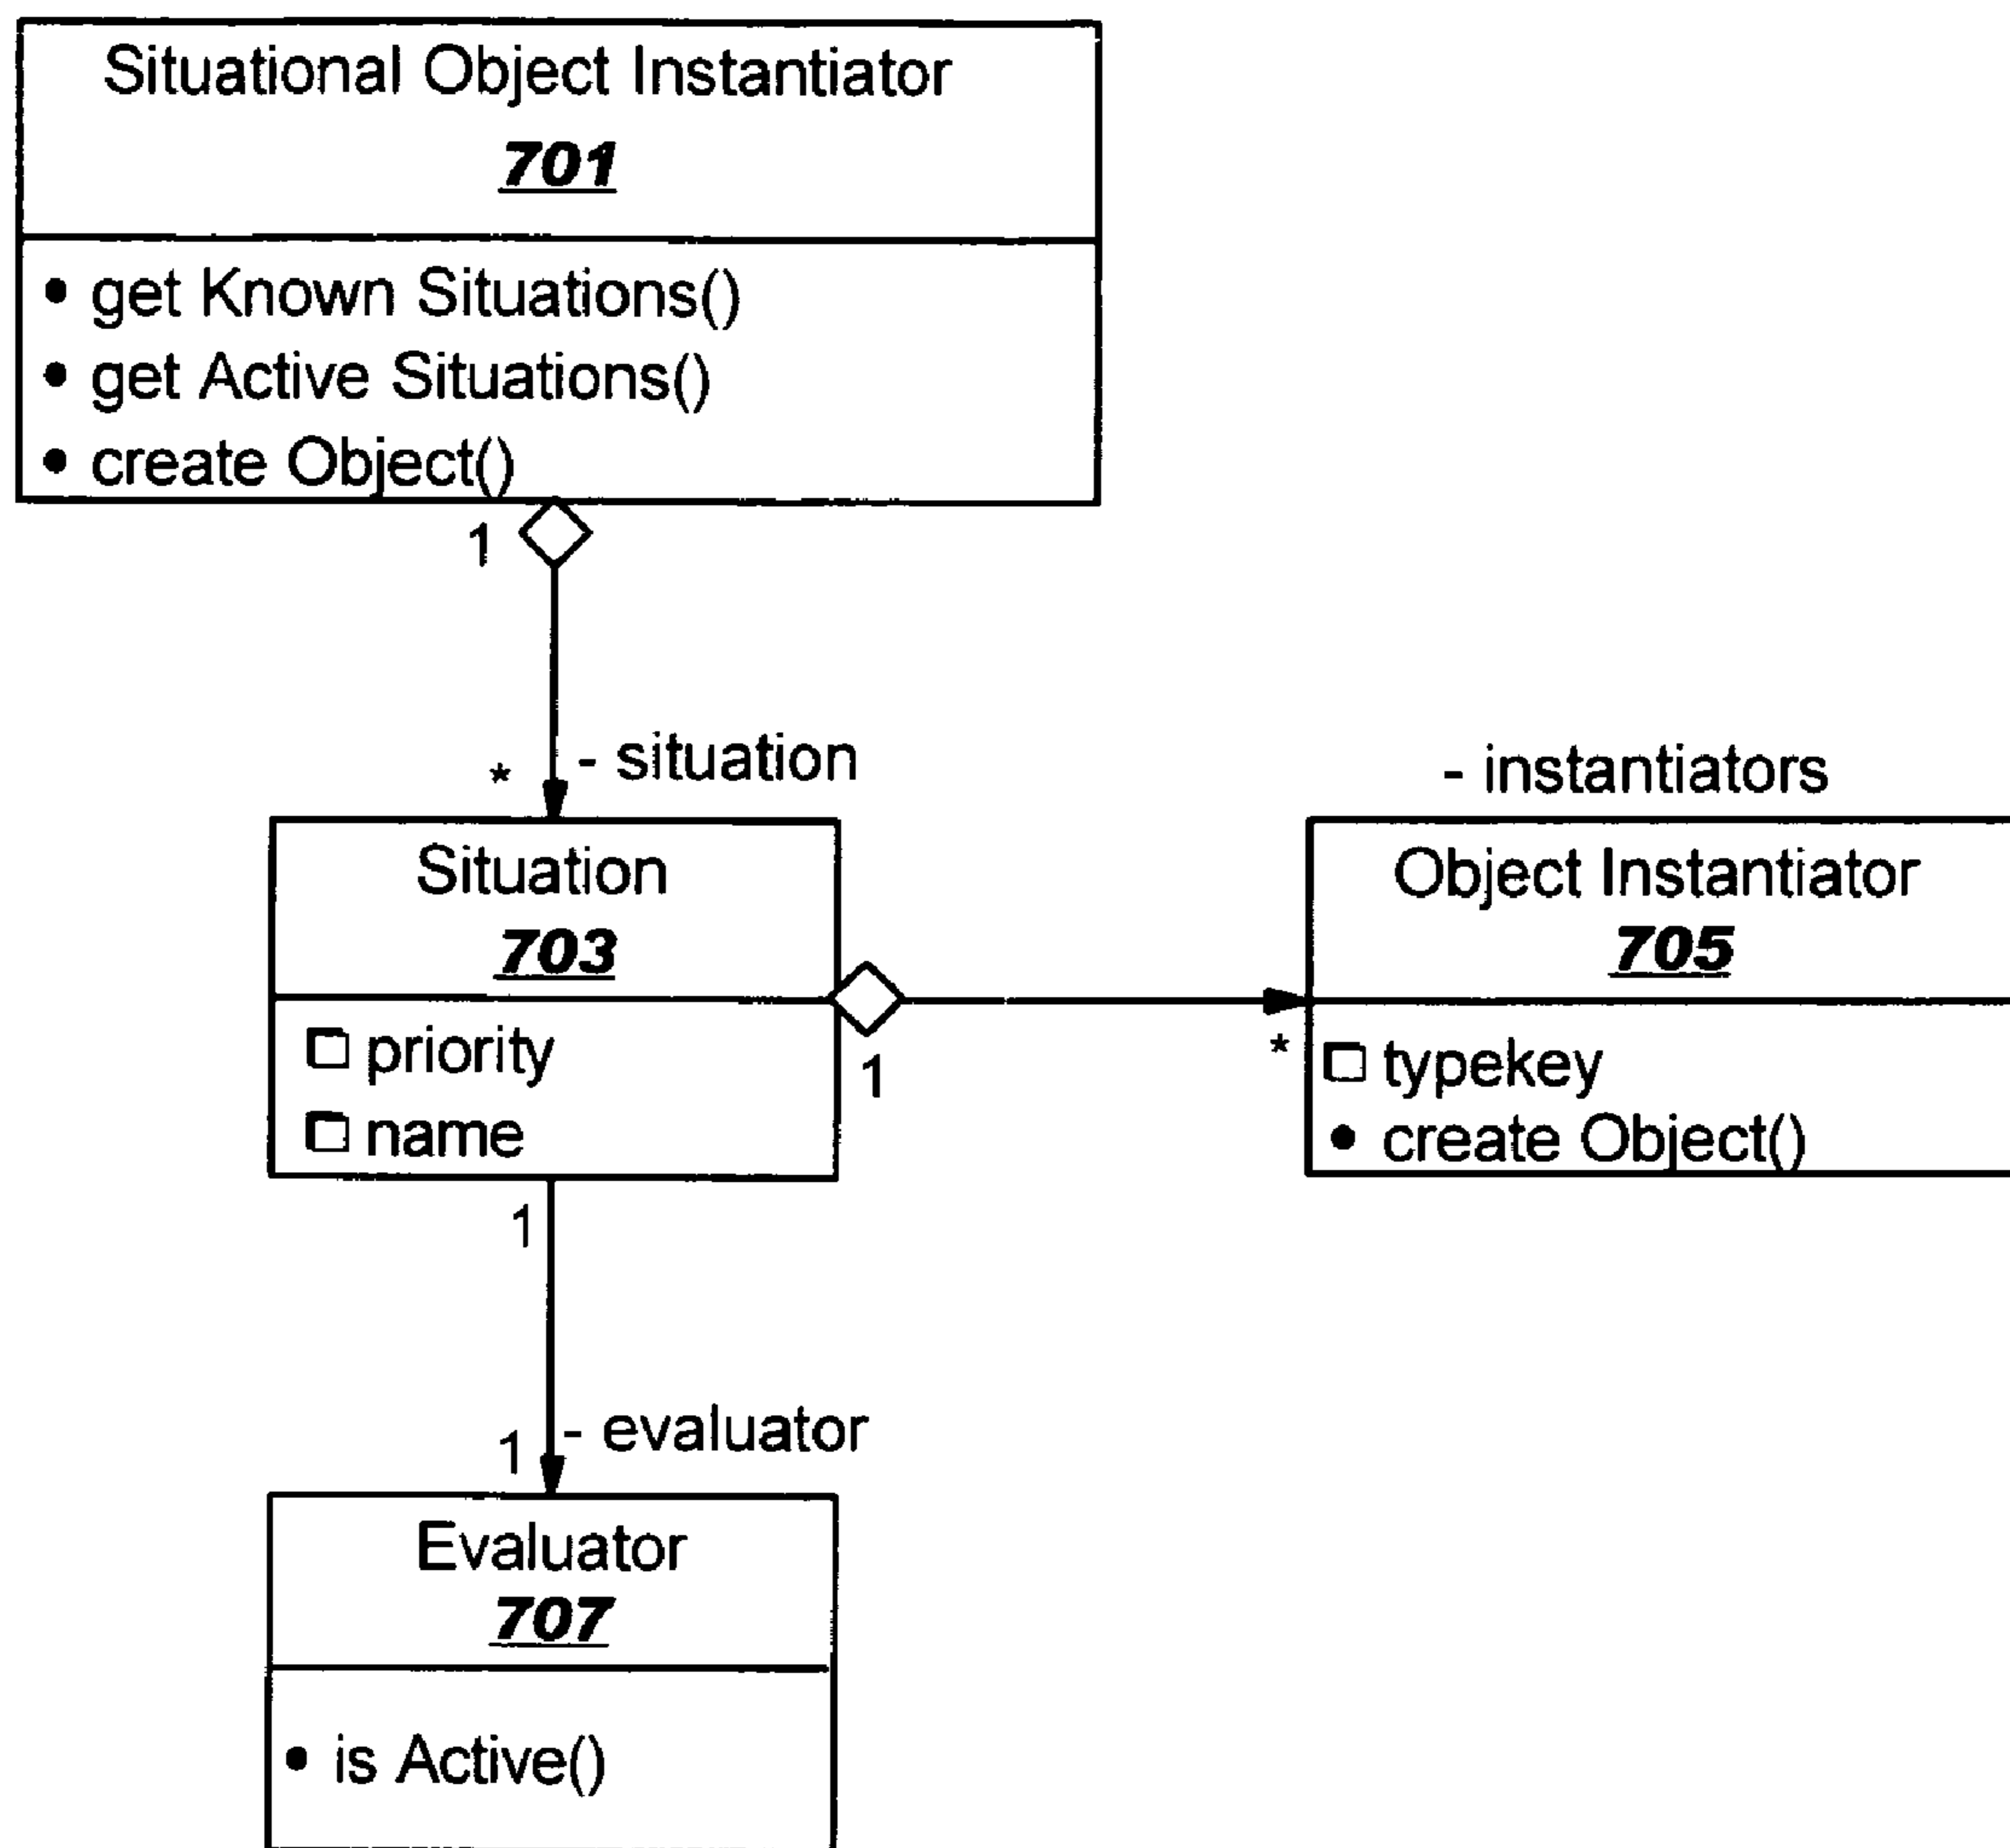 Situational Object Instantiator
701
• get Known Situations()
• get Active Situations()
• create Object()
1
* - situation
- instantiators
Situation
703
priority
name
1
Object Instantiator
705
* typekey
• create Object()
1
1 - evaluator
Evaluator
707
• is Active()